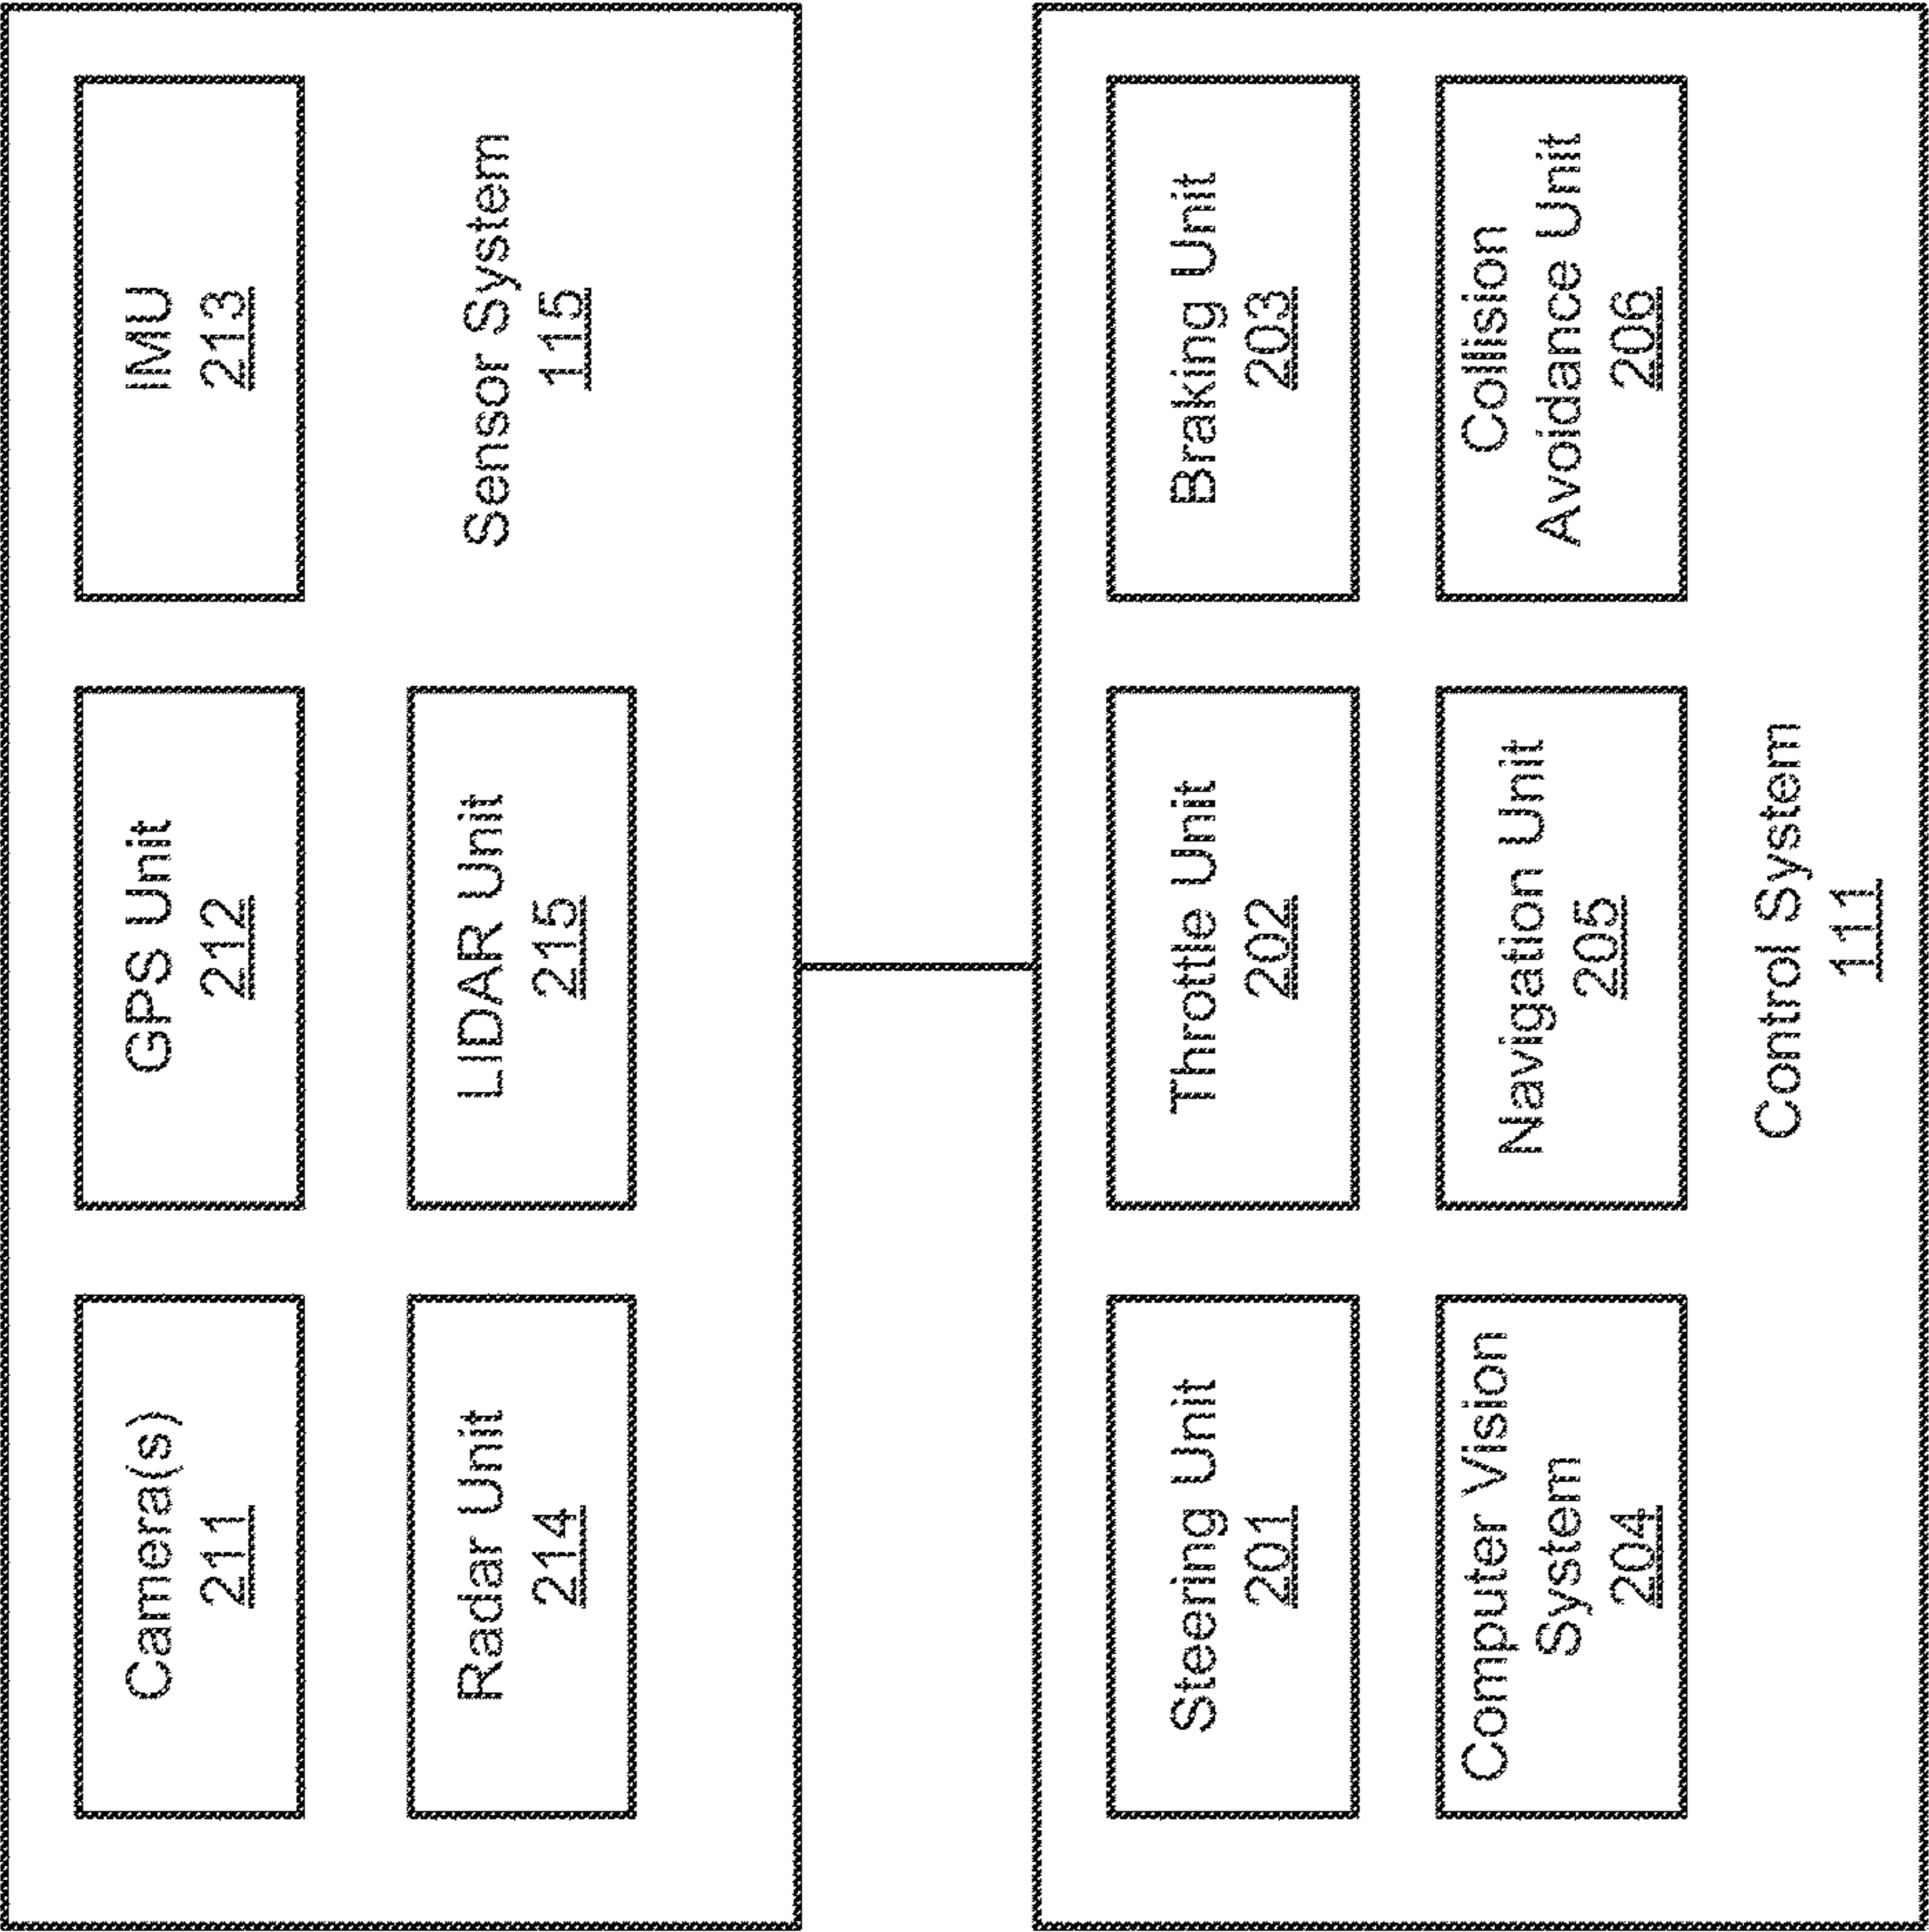 Camera(s)
211
GPS Unit
212
IMU
213
Radar Unit
214
LIDAR Unit
215
Sensor System
115
Steering Unit
201
Throttle Unit
202
Braking Unit
203
Computer Vision
System
204
Navigation Unit
205
Collision
Avoidance Unit
206
Control System
111